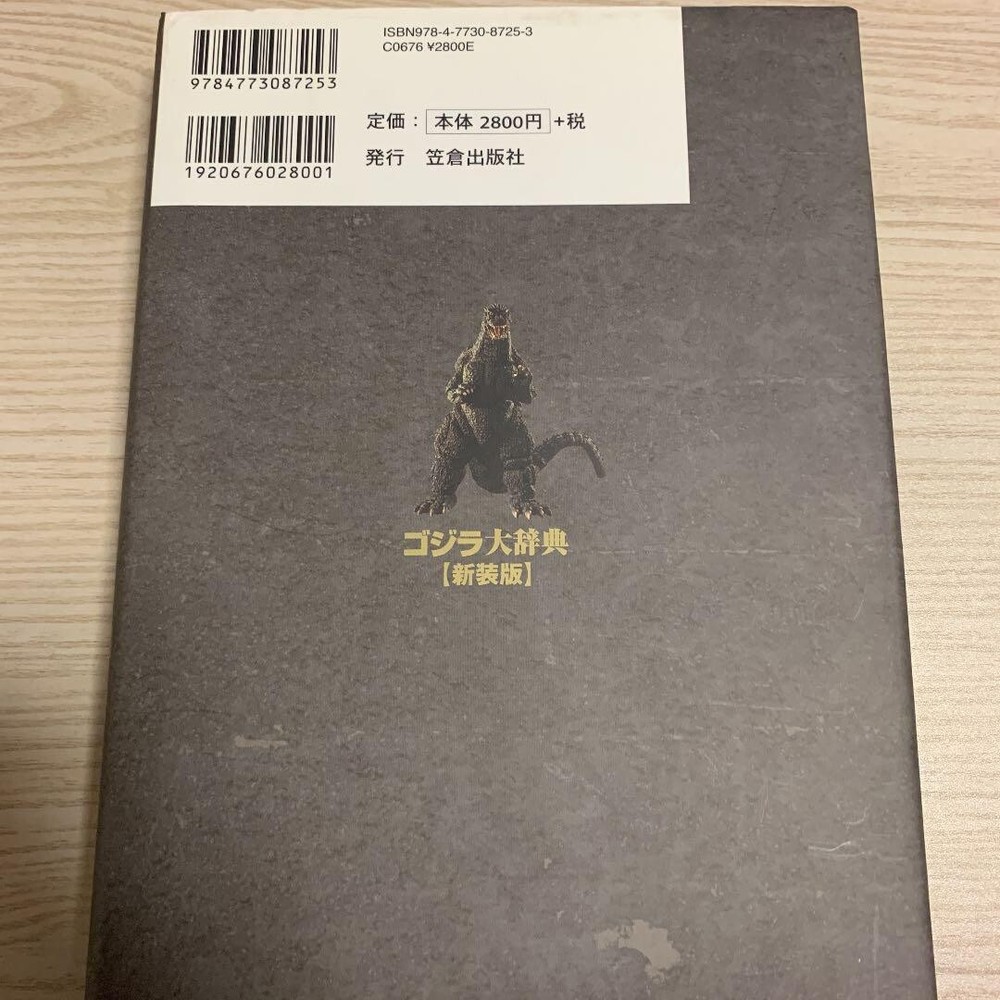 ISBN978-4-7730-8725-3
C0676 ¥2800E
9784773087253
定価：本体 2800円+税
1920676028001
発行　笠倉出版社
ゴジラ大辞典
【新装版】